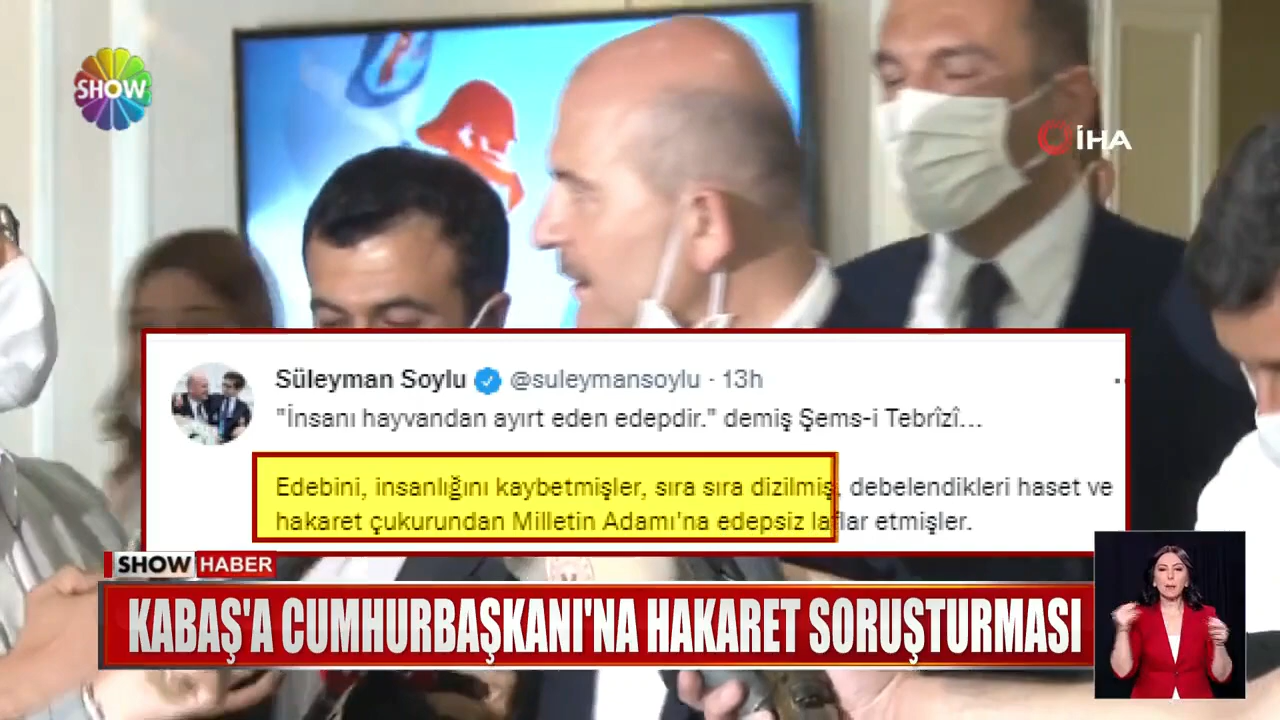 SHOW
İHA
Süleyman Soylu @suleymansoylu · 13h
"İnsanı hayvandan ayırt eden edepdir." demiş Şems-i Tebrîzî...
Edebini, insanlığını kaybetmişler, sıra sıra dizilmiş, debelendikleri haset ve
hakaret çukurundan Milletin Adamı'na edepsiz laflar etmişler.
SHOW HABER
KABAŞ'A CUMHURBAŞKANI'NA HAKARET SORUŞTURMASI